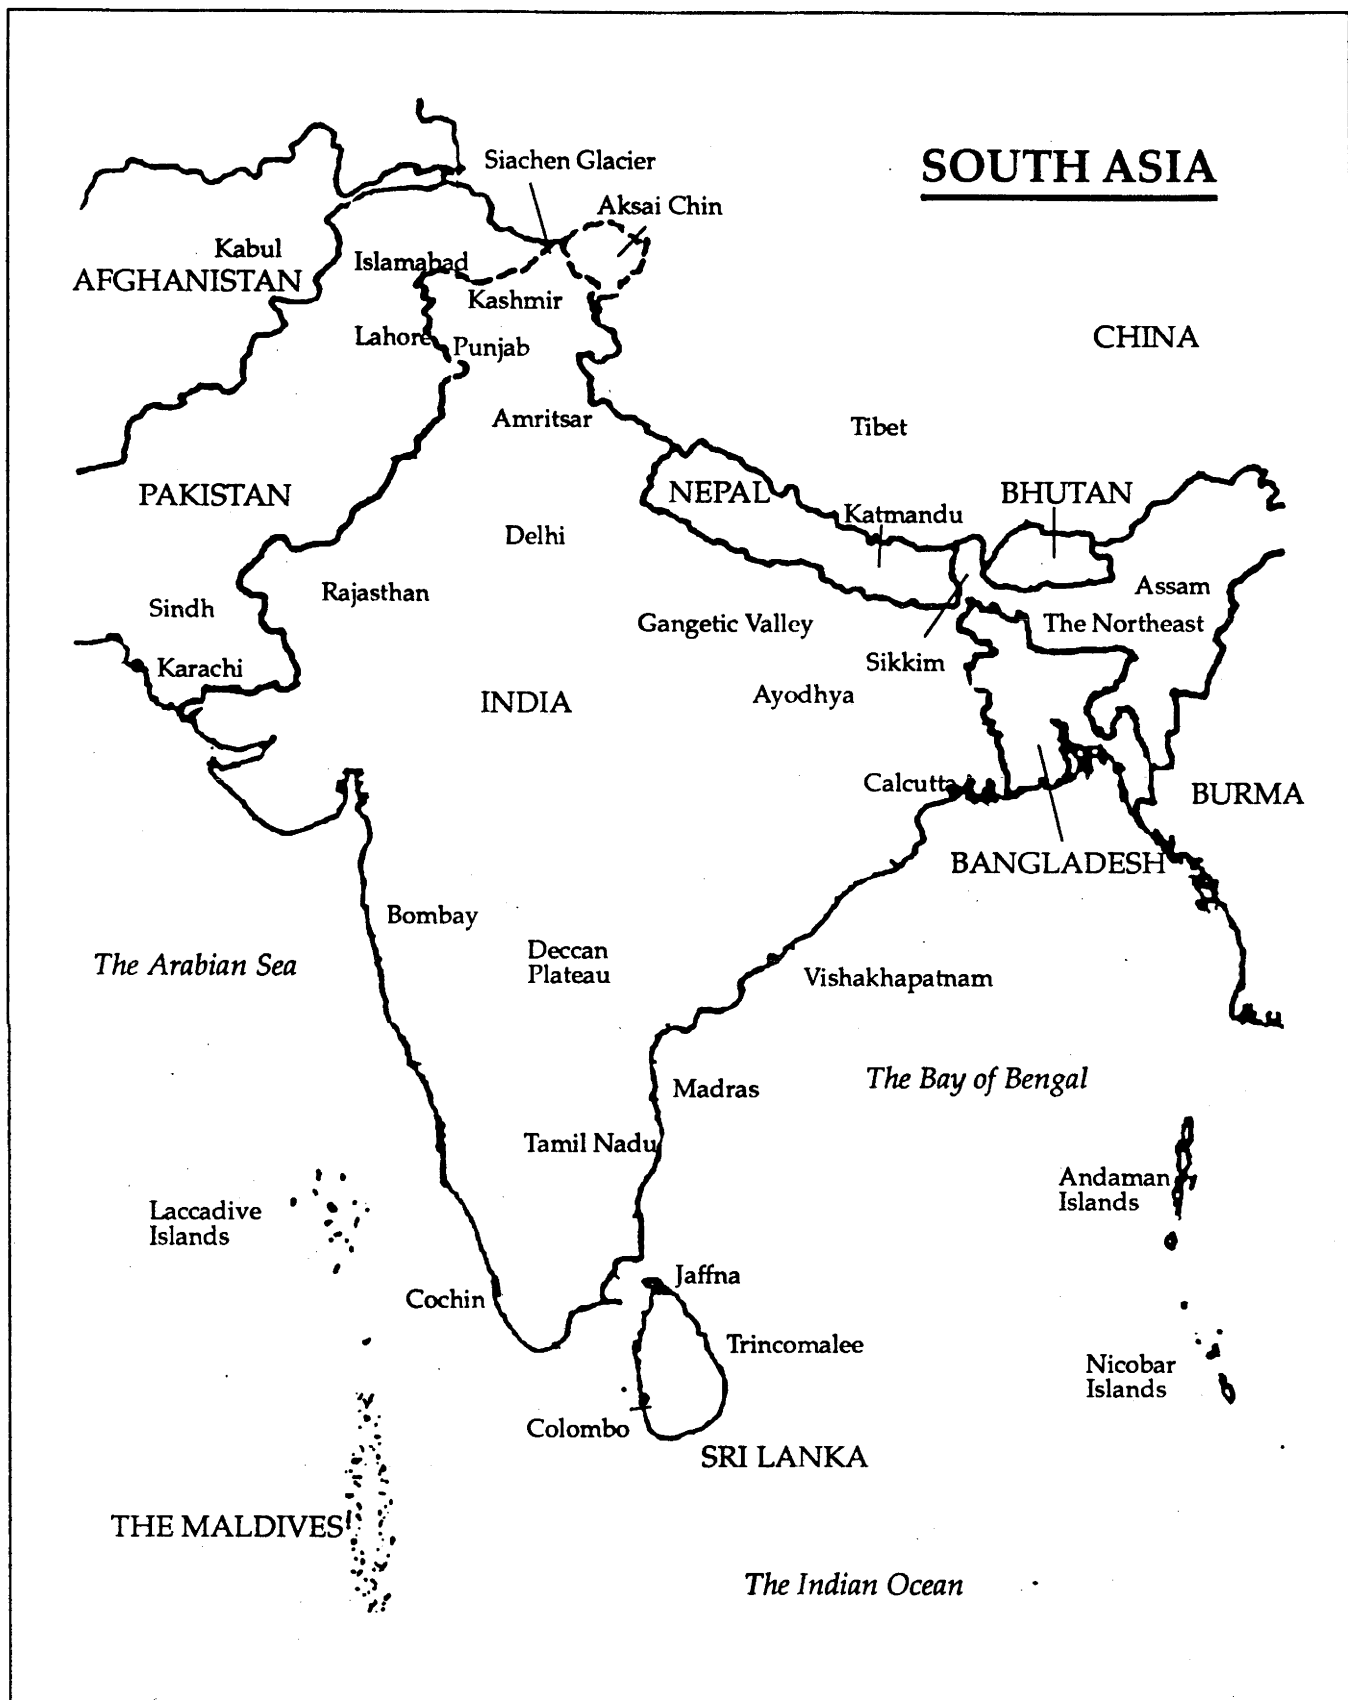 SOUTH ASIA
Siachen Glacier
Aksai Chin
Kabul
AFGHANISTAN
Islamabad
Kashmir
Lahore
Punjab
CHINA
Amritsar
Tibet
PAKISTAN
NEPAL
BHUTAN
Katmandu
Delhi
Rajasthan
Assam
Sindh
Gangetic Valley
The Northeast
Karachi
Sikkim
INDIA
Ayodhya
Calcutta
BURMA
BANGLADESH
Bombay
The Arabian Sea
Deccan
Plateau
Vishakhapatnam
The Bay of Bengal
Madras
Tamil Nadu
Andaman
Islands
Laccadive
Islands
Jaffna
Cochin
Trincomalee
Nicobar
Islands
Colombo
SRI LANKA
THE MALDIVES
The Indian Ocean